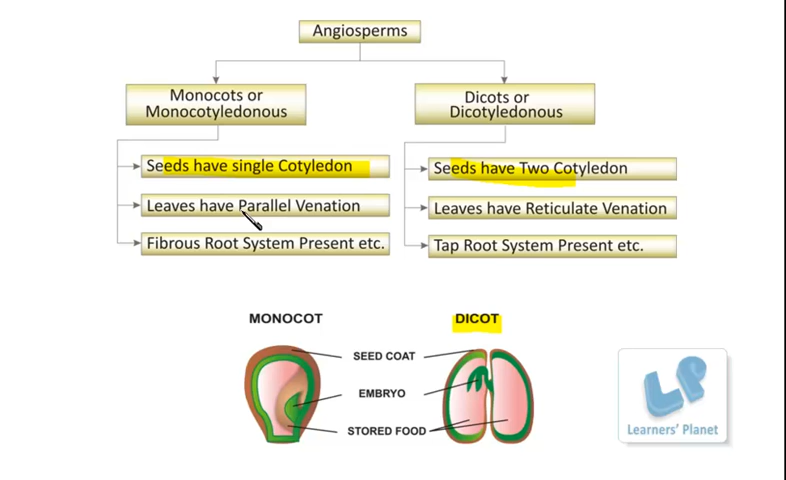 Angiosperms
Monocots or
Monocotyledonous
Dicots or
Dicotyledonous
Seeds have single Cotyledon
Leaves have Parallel Venation
Fibrous Root System Present etc.
Seeds have Two Cotyledon
Leaves have Reticulate Venation
Tap Root System Present etc.
MONOCOT
DICOT
SEED COAT
EMBRYO
STORED FOOD
LP
Learners' Planet